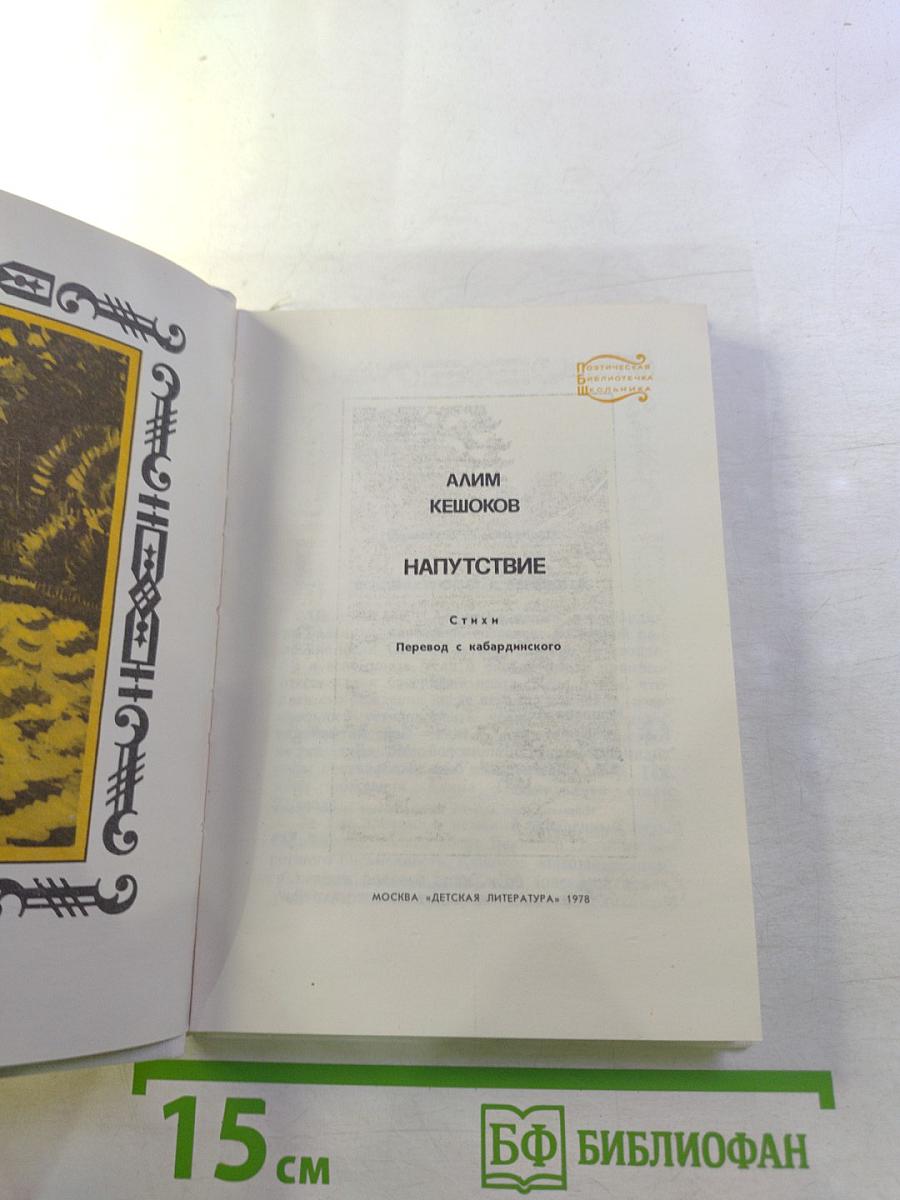 Поэтическая
Библиотечка
Школьника
АЛИМ
КЕШОКОВ
НАПУТСТВИЕ
Стихи
Перевод с кабардинского
МОСКВА «ДЕТСКАЯ ЛИТЕРАТУРА» 1978
15 см
БФ БИБЛИОФАН